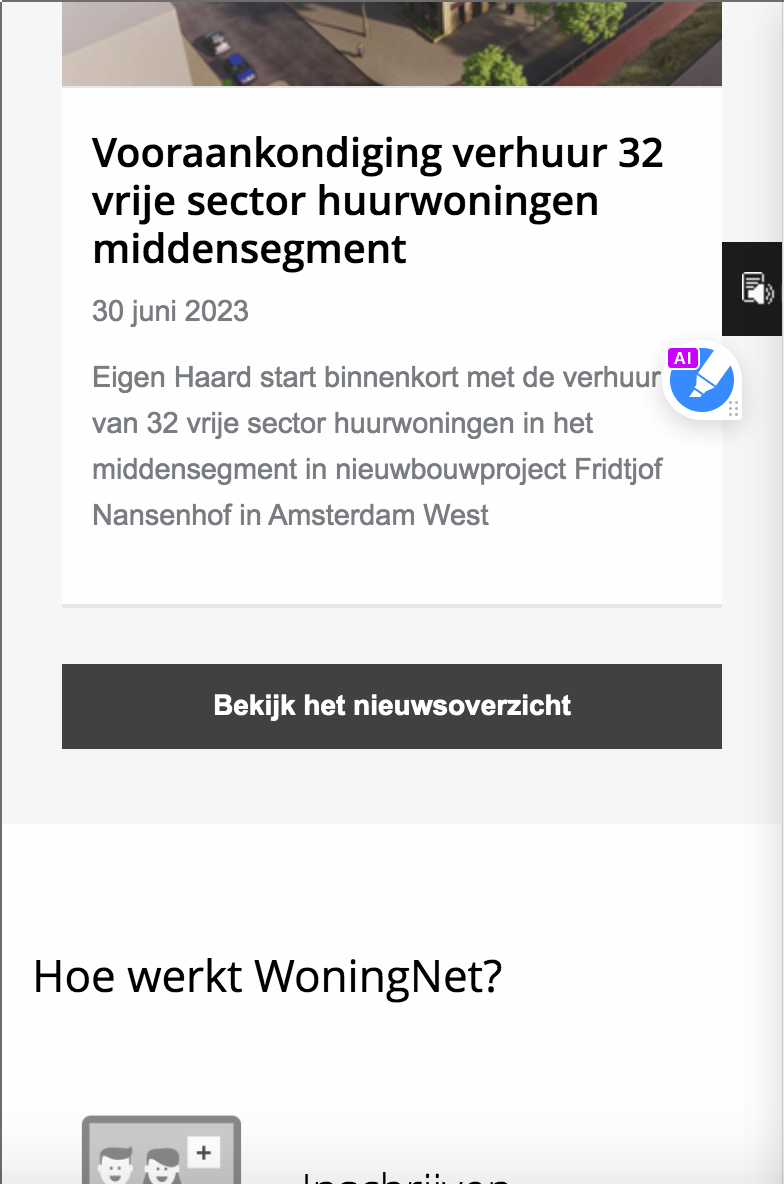 Vooraankondiging verhuur 32
vrije sector huurwoningen
middensegment
30 juni 2023
AI
Eigen Haard start binnenkort met de verhuur
van 32 vrije sector huurwoningen in het
middensegment in nieuwbouwproject Fridtjof
Nansenhof in Amsterdam West
Bekijk het nieuwsoverzicht
Hoe werkt WoningNet?
+
Inschrijven